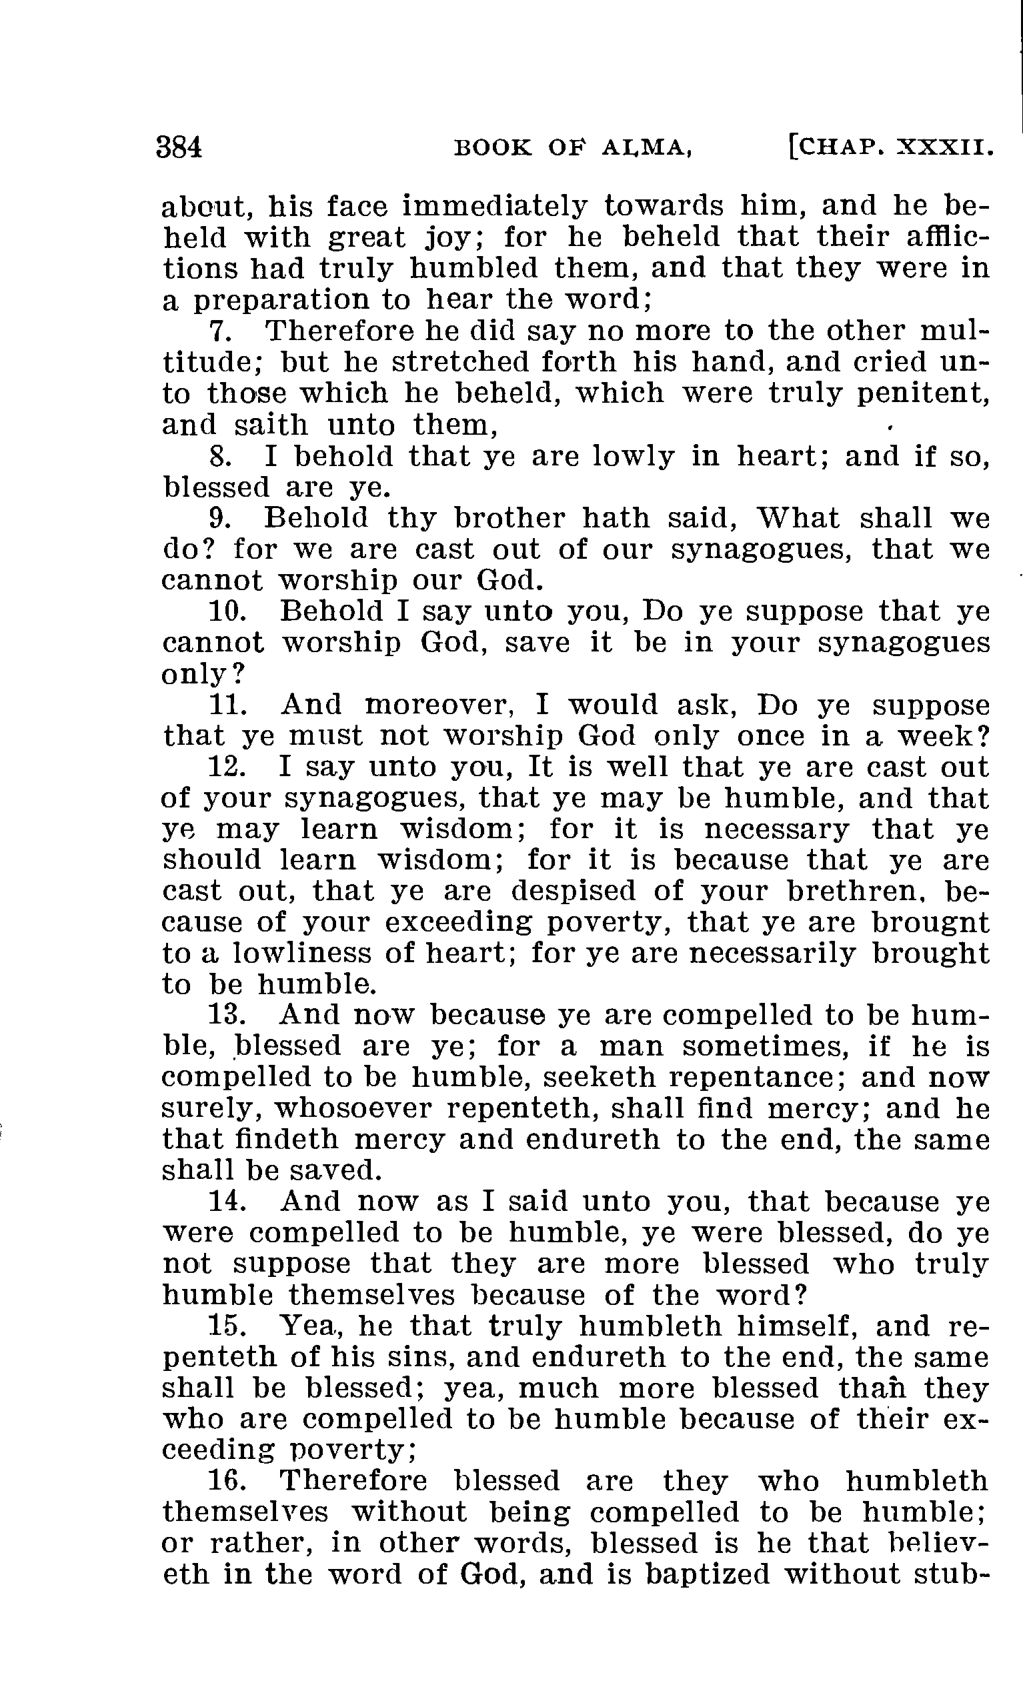 384 BOOK OF ALMA, [CHAP. XXXII.
about, his face immediately towards him, and he be-
held with great joy; for he beheld that their afflic-
tions had truly humbled them, and that they were in
a preparation to hear the word;
7. Therefore he did say no more to the other mul-
titude; but he stretched forth his hand, and cried un-
to those which he beheld, which were truly penitent,
and saith unto them,
8. I behold that ye are lowly in heart; and if so,
blessed are ye.
9. Behold thy brother hath said, What shall we
do? for we are cast out of our synagogues, that we
cannot worship our God.
10. Behold I say unto you, Do ye suppose that ye
cannot worship God, save it be in your synagogues
only?
11. And moreover, I would ask, Do ye suppose
that ye must not worship God only once in a week?
12. I say unto you, It is well that ye are cast out
of your synagogues, that ye may be humble, and that
ye may learn wisdom; for it is necessary that ye
should learn wisdom; for it is because that ye are
cast out, that ye are despised of your brethren, be-
cause of your exceeding poverty, that ye are brougnt
to a lowliness of heart; for ye are necessarily brought
to be humble.
13. And now because ye are compelled to be hum-
ble, blessed are ye; for a man sometimes, if he is
compelled to be humble, seeketh repentance; and now
surely, whosoever repenteth, shall find mercy; and he
that findeth mercy and endureth to the end, the same
shall be saved.
14. And now as I said unto you, that because ye
were compelled to be humble, ye were blessed, do ye
not suppose that they are more blessed who truly
humble themselves because of the word?
15. Yea, he that truly humbleth himself, and re-
penteth of his sins, and endureth to the end, the same
shall be blessed; yea, much more blessed than they
who are compelled to be humble because of their ex-
ceeding poverty;
16. Therefore blessed are they who humbleth
themselves without being compelled to be humble;
or rather, in other words, blessed is he that believ-
eth in the word of God, and is baptized without stub-